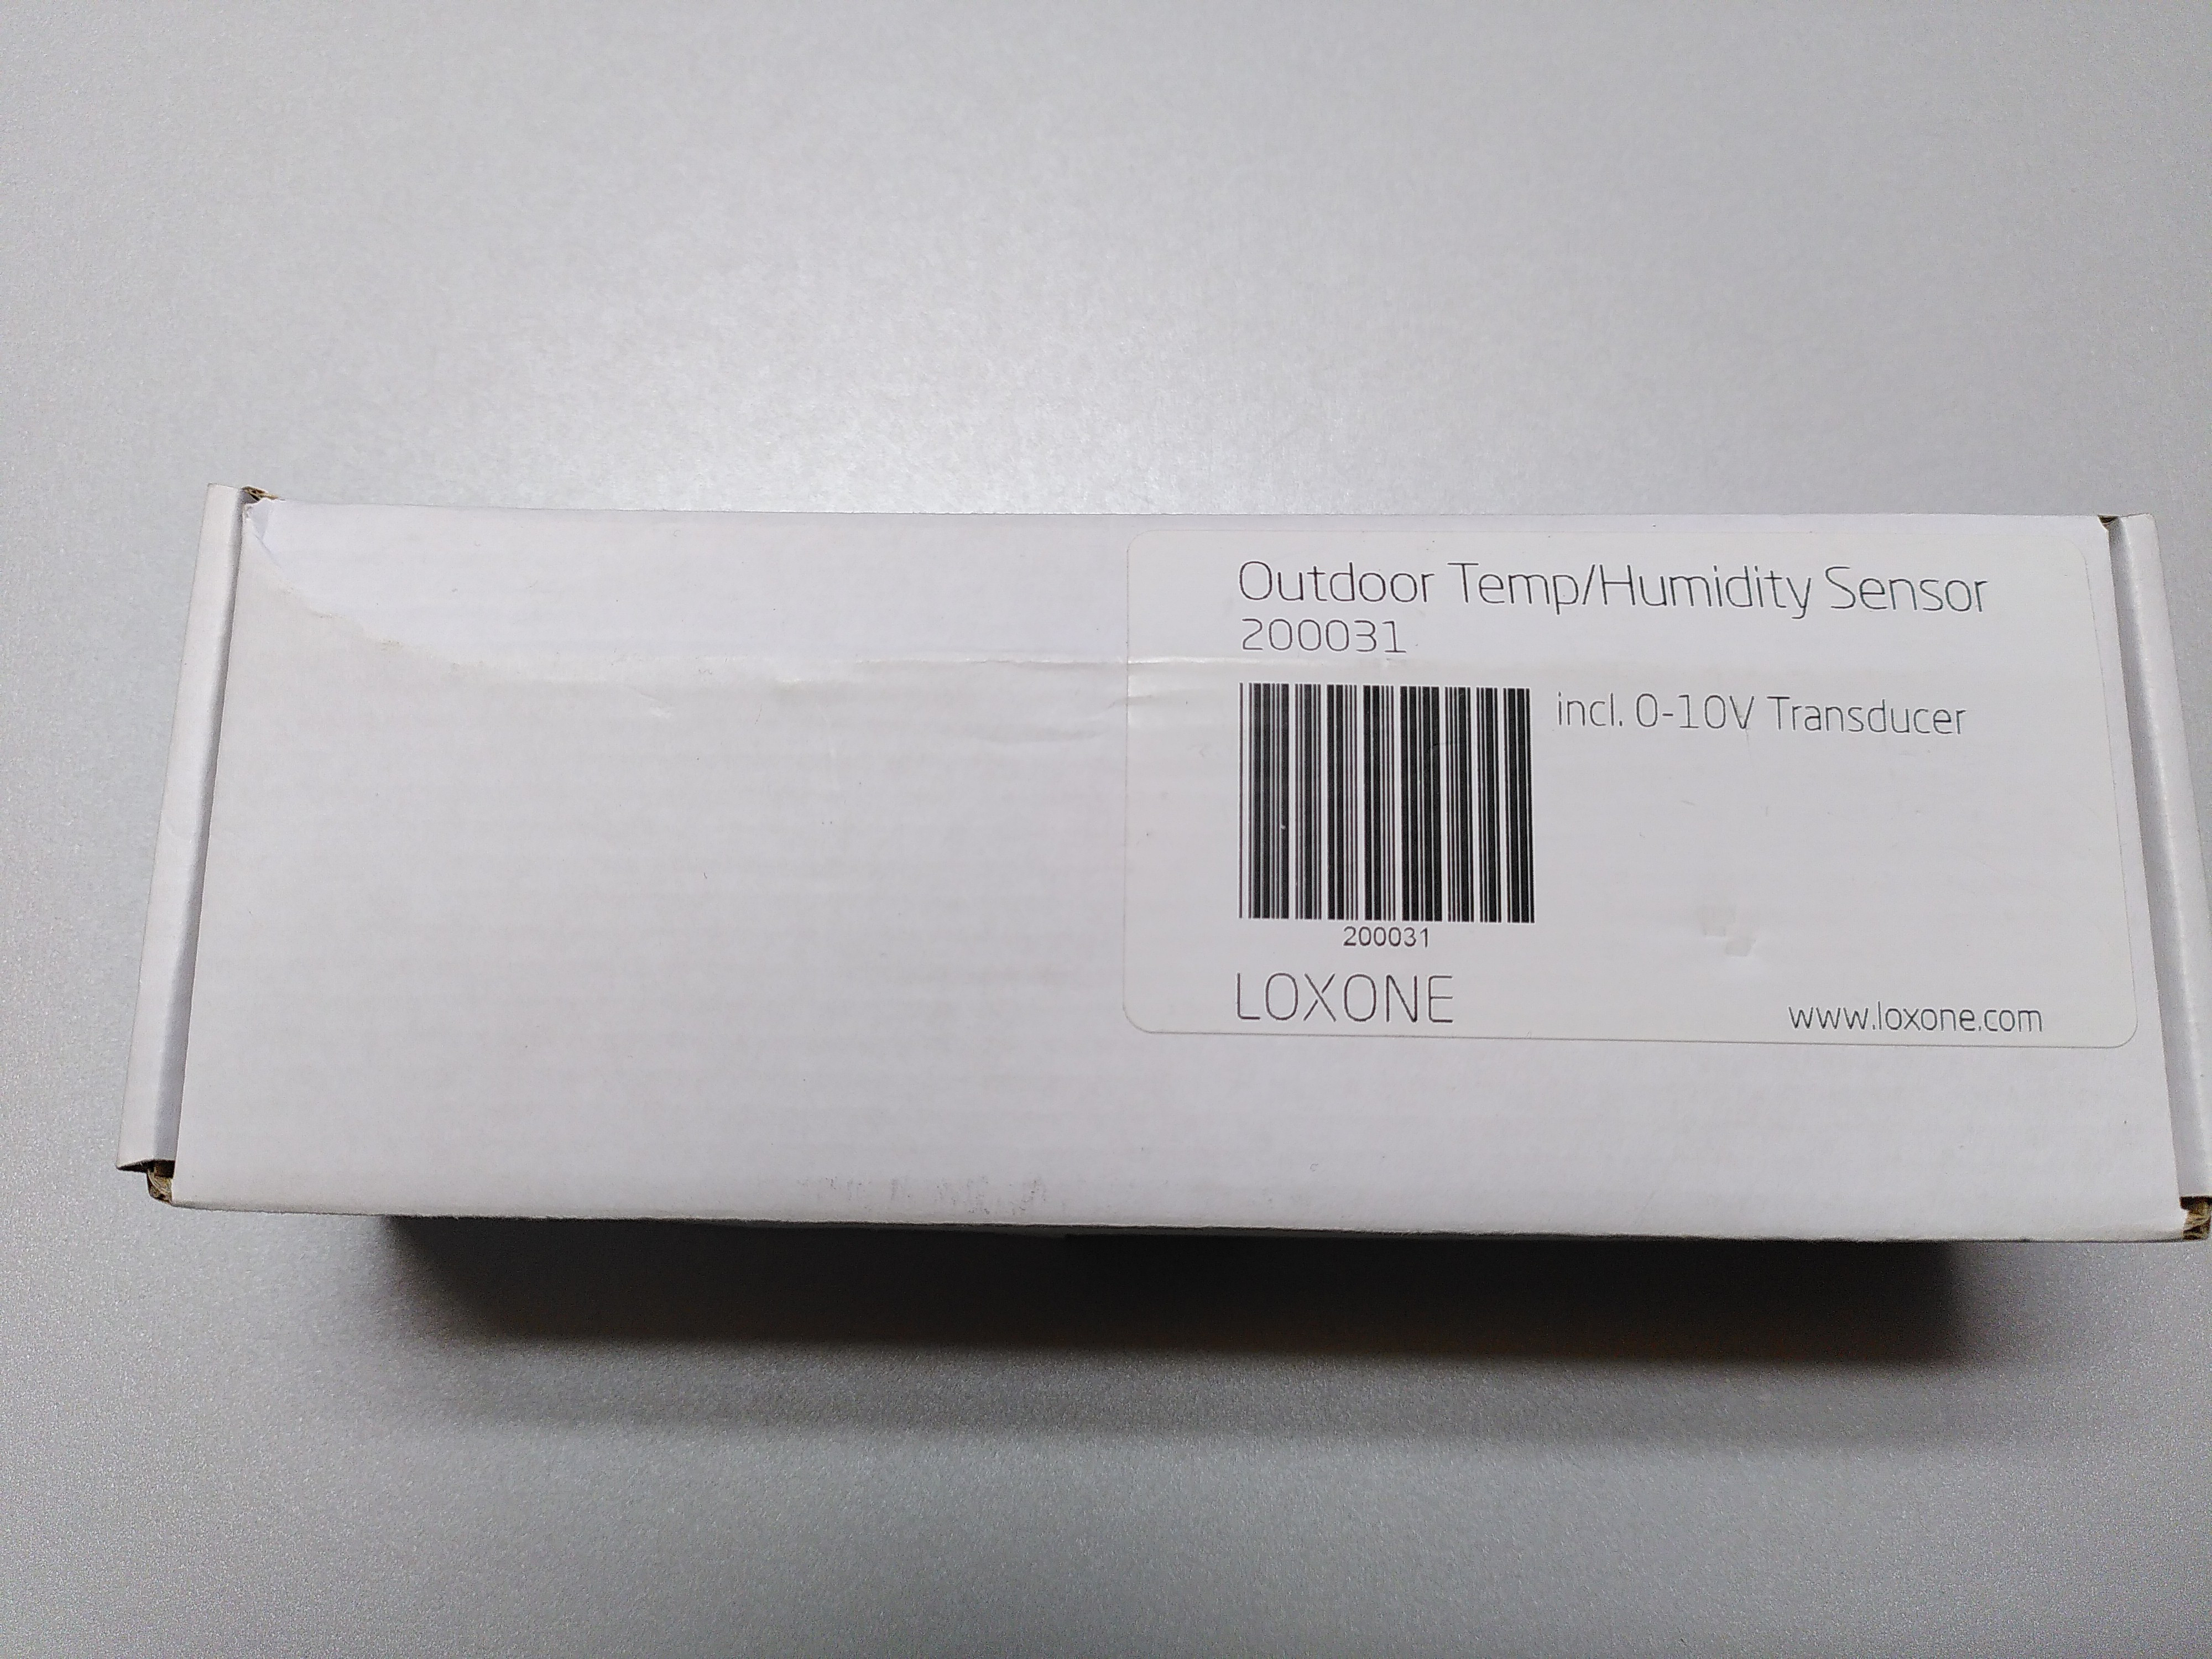 Outdoor Temp/Humidity Sensor
200031
incl. 0-10V Transducer
200031
LOXONE
www.loxone.com